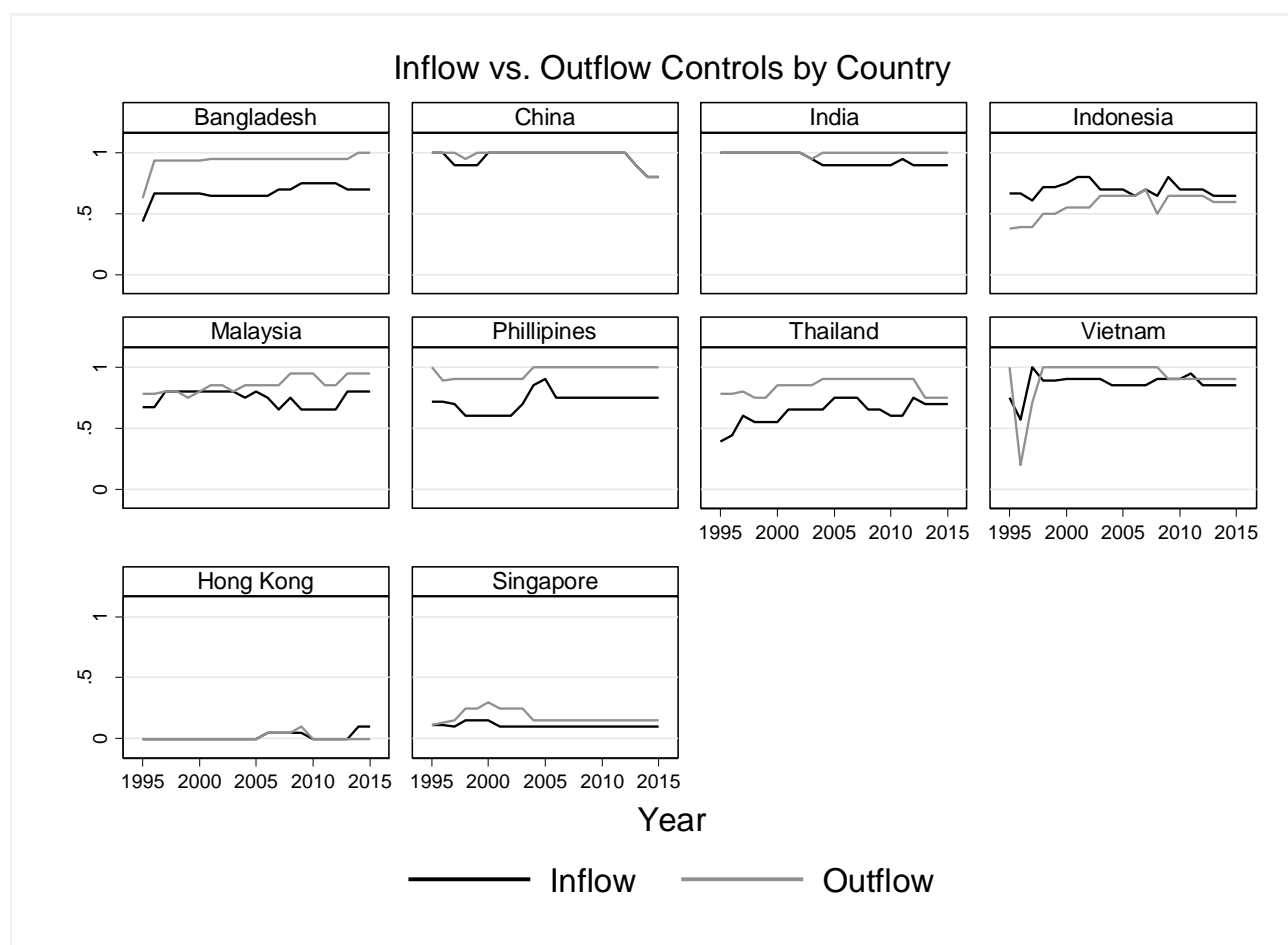 Inflow vs. Outflow Controls by Country
Bangladesh China India Indonesia
1
.5
0
Malaysia Phillipines Thailand Vietnam
1
.5
0
1995 2000 2005 2010 2015 1995 2000 2005 2010 2015
Hong Kong Singapore
1
.5
0
1995 2000 2005 2010 2015 1995 2000 2005 2010 2015
Year
Inflow Outflow